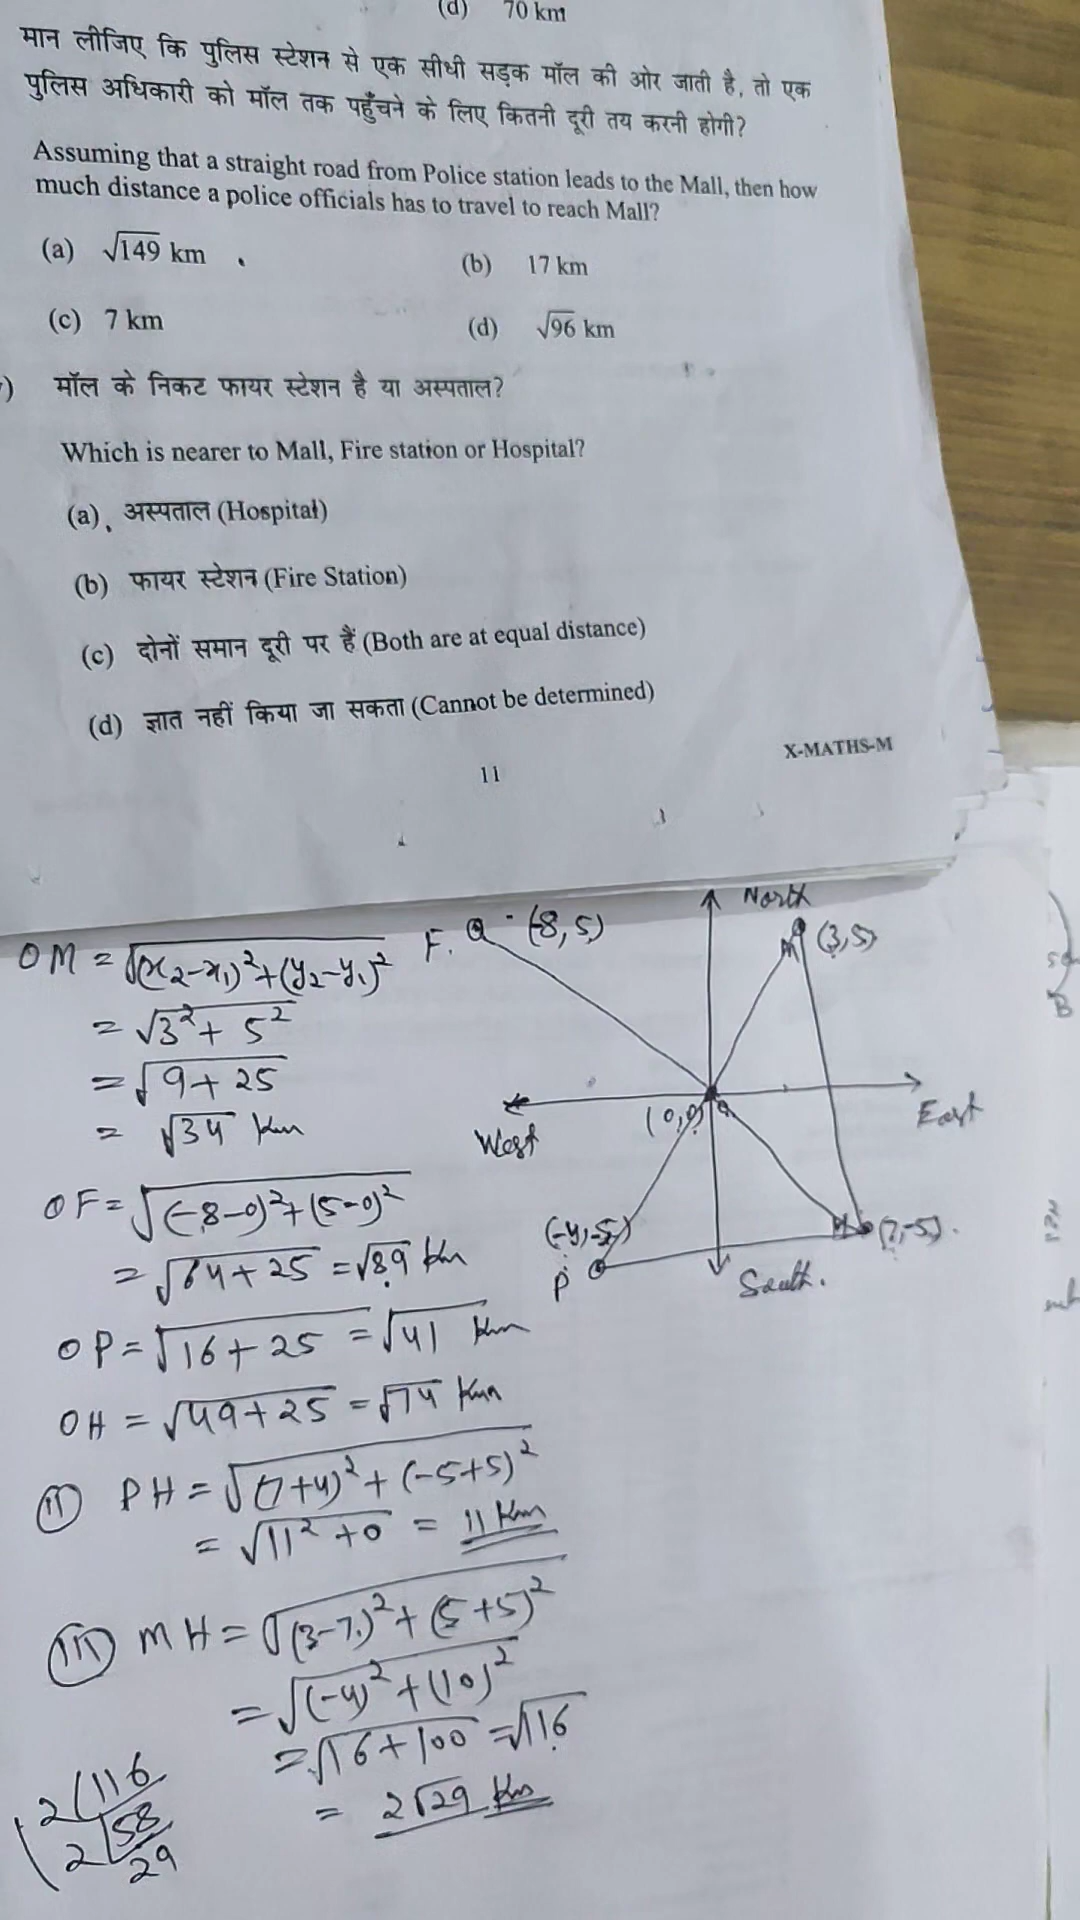 (d) 70 km
मान लीजिए कि पुलिस स्टेशन से एक सीधी सड़क मॉल की ओर जाती है, तो एक
पुलिस अधिकारी को मॉल तक पहुँचने के लिए कितनी दूरी तय करनी होगी?
Assuming that a straight road from Police station leads to the Mall, then how
much distance a police officials has to travel to reach Mall?
(a) √149 km (b) 17 km
(c) 7 km (d) √96 km
मॉल के निकट फायर स्टेशन है या अस्पताल?
Which is nearer to Mall, Fire station or Hospital?
(a) अस्पताल (Hospital)
(b) फायर स्टेशन (Fire Station)
(c) दोनों समान दूरी पर हैं (Both are at equal distance)
(d) ज्ञात नहीं किया जा सकता (Cannot be determined)
11
X-MATHS-M
North
F. (-8, 5)
M (3, 5)
(0,0)
East
West
(-4,-5)
P
H (7,-5).
South.
OM = √(x₂-x₁)²+(y₂-y₁)²
= √3²+ 5²
= √9+ 25
= √34 Km
OF = √(-8-0)²+(5-0)²
= √64+25 = √89 Km
OP = √16+25 = √41 Km
OH = √49+25 = √74 Km
(ii) PH = √(7+4)²+(-5+5)²
= √11²+0 = 11 Km
(iii) MH = √(3-7)²+(5+5)²
= √(-4)²+(10)²
= √16+100 = √116
= 2√29 Km
2 116
2 58
29